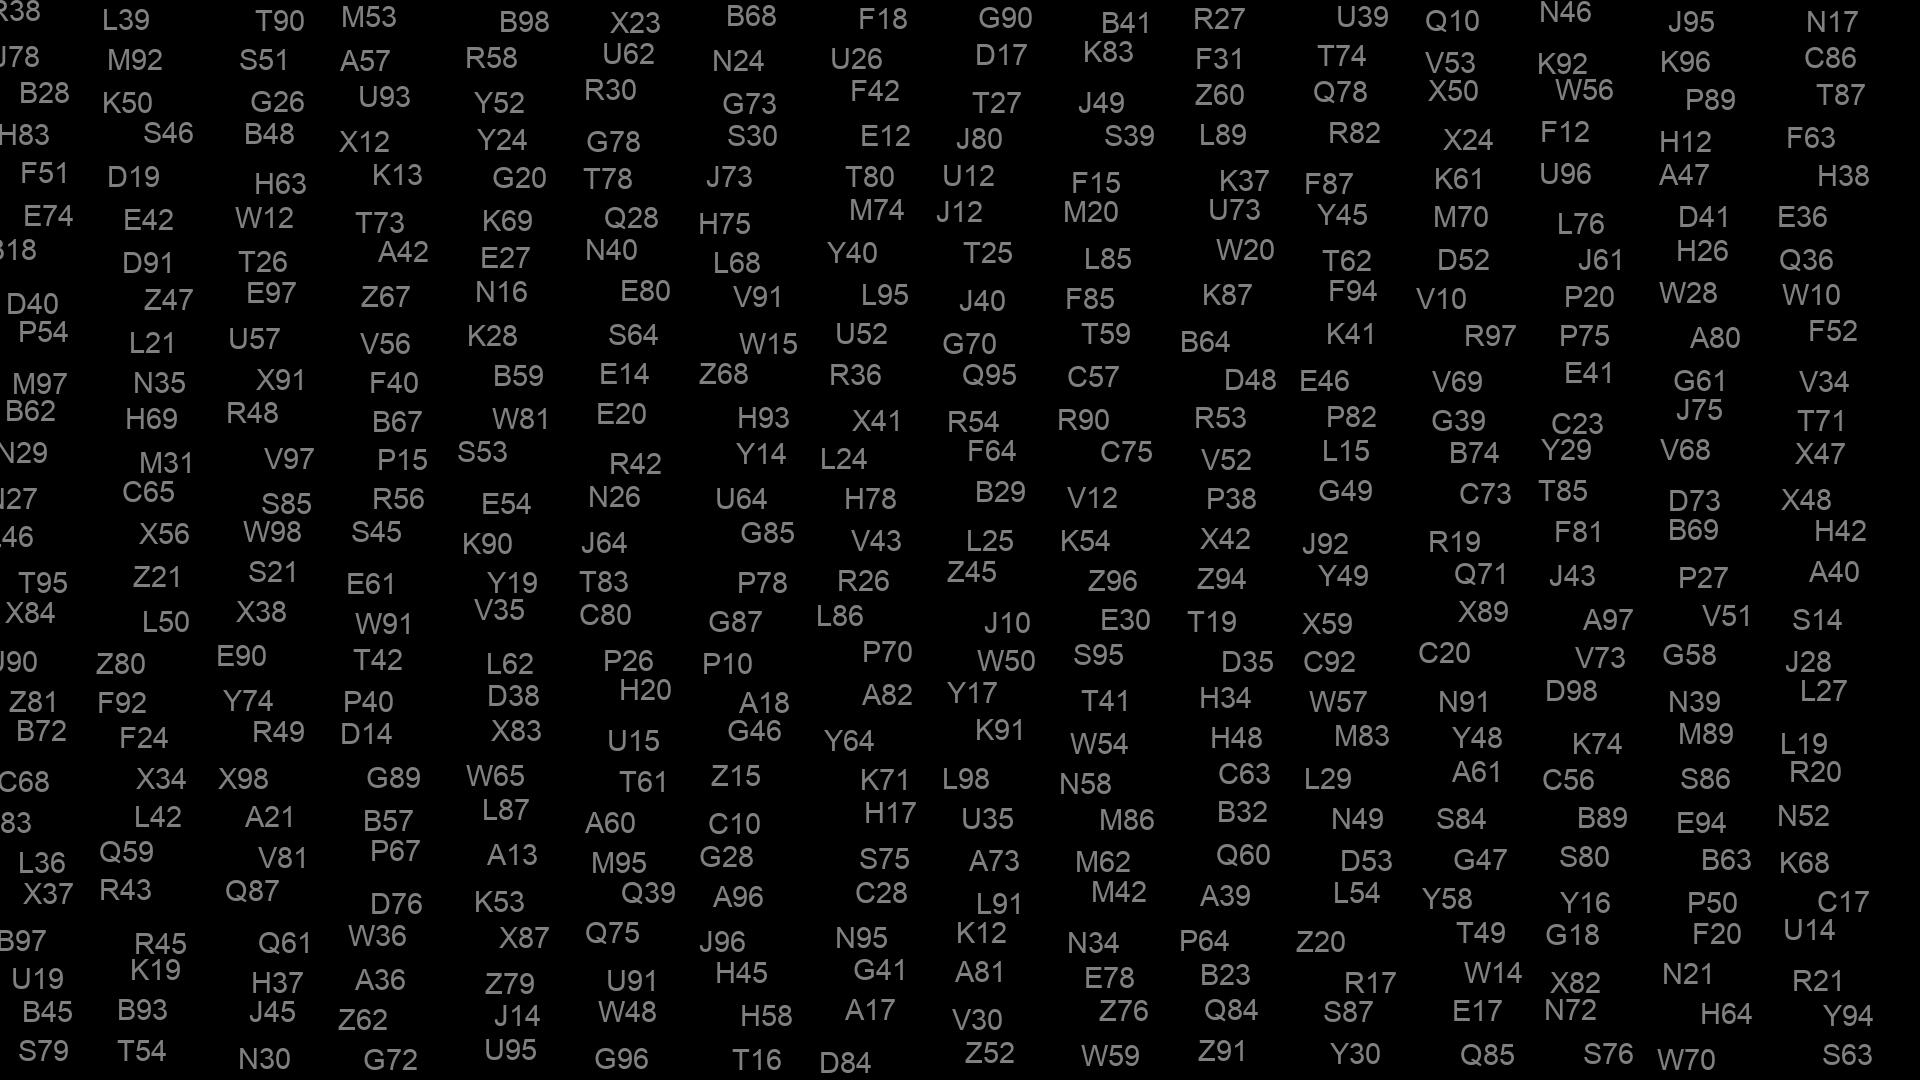 R38 L39 T90 M53 B98 X23 B68 F18 G90 B41 R27 U39 Q10 N46 J95 N17
J78 M92 S51 A57 R58 U62 N24 U26 D17 K83 F31 T74 V53 K92 K96 C86
B28 K50 G26 U93 Y52 R30 G73 F42 T27 J49 Z60 Q78 X50 W56 P89 T87
H83 S46 B48 X12 Y24 G78 S30 E12 J80 S39 L89 R82 X24 F12 H12 F63
F51 D19 H63 K13 G20 T78 J73 T80 U12 F15 K37 F87 K61 U96 A47 H38
E74 E42 W12 T73 K69 Q28 H75 M74 J12 M20 U73 Y45 M70 L76 D41 E36
18 D91 T26 A42 E27 N40 L68 Y40 T25 L85 W20 T62 D52 J61 H26 Q36
D40 Z47 E97 Z67 N16 E80 V91 L95 J40 F85 K87 F94 V10 P20 W28 W10
P54 L21 U57 V56 K28 S64 W15 U52 G70 T59 B64 K41 R97 P75 A80 F52
M97 N35 X91 F40 B59 E14 Z68 R36 Q95 C57 D48 E46 V69 E41 G61 V34
B62 H69 R48 B67 W81 E20 H93 X41 R54 R90 R53 P82 G39 C23 J75 T71
N29 M31 V97 P15 S53 R42 Y14 L24 F64 C75 V52 L15 B74 Y29 V68 X47
27 C65 S85 R56 E54 N26 U64 H78 B29 V12 P38 G49 C73 T85 D73 X48
46 X56 W98 S45 K90 J64 G85 V43 L25 K54 X42 J92 R19 F81 B69 H42
T95 Z21 S21 E61 Y19 T83 P78 R26 Z45 Z96 Z94 Y49 Q71 J43 P27 A40
X84 L50 X38 W91 V35 C80 G87 L86 J10 E30 T19 X59 X89 A97 V51 S14
90 Z80 E90 T42 L62 P26 P10 P70 W50 S95 D35 C92 C20 V73 G58 J28
Z81 F92 Y74 P40 D38 H20 A18 A82 Y17 T41 H34 W57 N91 D98 N39 L27
B72 F24 R49 D14 X83 U15 G46 Y64 K91 W54 H48 M83 Y48 K74 M89 L19
C68 X34 X98 G89 W65 T61 Z15 K71 L98 N58 C63 L29 A61 C56 S86 R20
83 L42 A21 B57 L87 A60 C10 H17 U35 M86 B32 N49 S84 B89 E94 N52
L36 Q59 V81 P67 A13 M95 G28 S75 A73 M62 Q60 D53 G47 S80 B63 K68
X37 R43 Q87 D76 K53 Q39 A96 C28 L91 M42 A39 L54 Y58 Y16 P50 C17
B97 R45 Q61 W36 X87 Q75 J96 N95 K12 N34 P64 Z20 T49 G18 F20 U14
U19 K19 H37 A36 Z79 U91 H45 G41 A81 E78 B23 R17 W14 X82 N21 R21
B45 B93 J45 Z62 J14 W48 H58 A17 V30 Z76 Q84 S87 E17 N72 H64 Y94
S79 T54 N30 G72 U95 G96 T16 D84 Z52 W59 Z91 Y30 Q85 S76 W70 S63